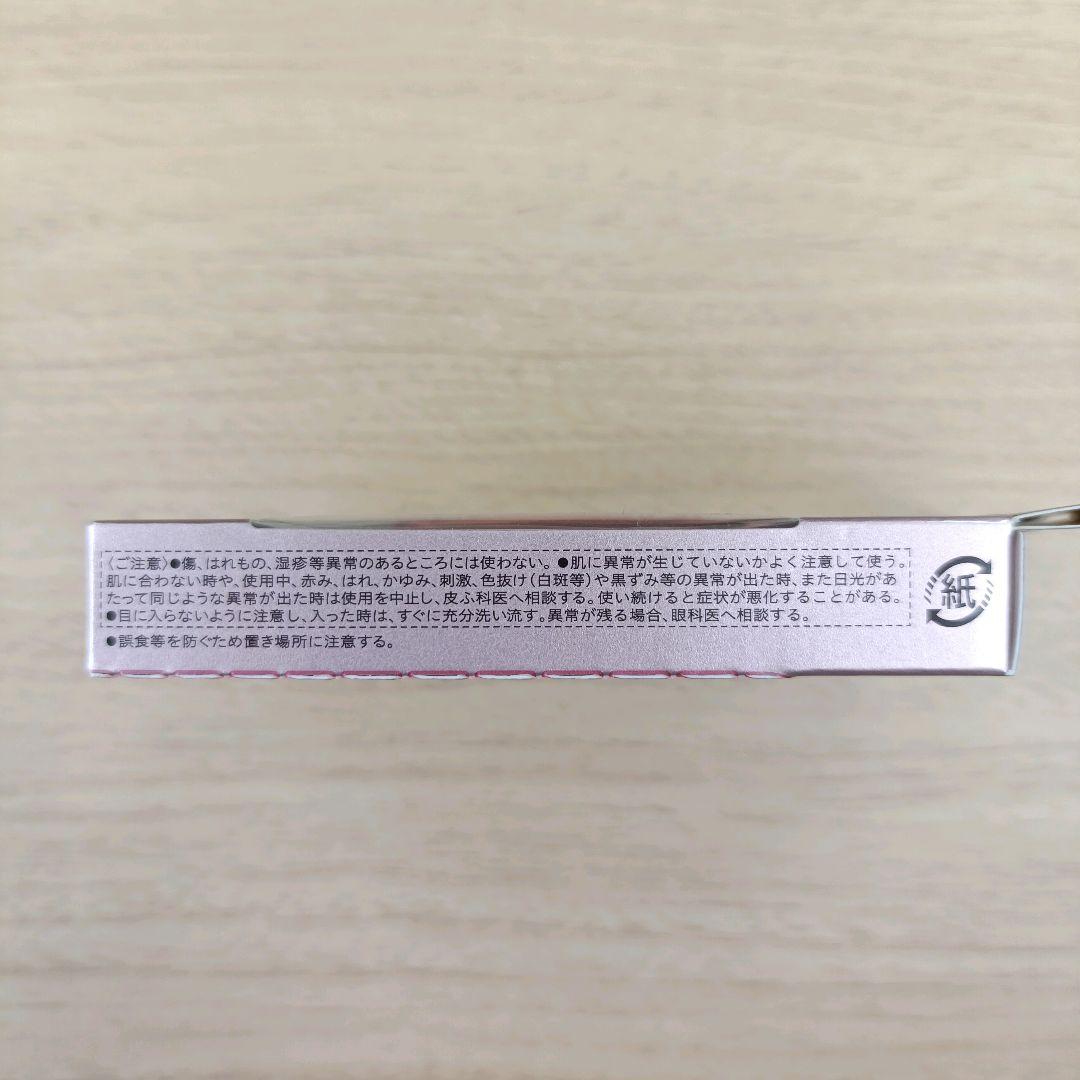 〈ご注意〉●傷、はれもの、湿疹等異常のあるところには使わない。●肌に異常が生じていないかよく注意して使う。
肌に合わない時や、使用中、赤み、はれ、かゆみ、刺激、色抜け(白斑等)や黒ずみ等の異常が出た時、また日光があ
たって同じような異常が出た時は使用を中止し、皮ふ科医へ相談する。使い続けると症状が悪化することがある。
●目に入らないように注意し、入った時は、すぐに充分洗い流す。異常が残る場合、眼科医へ相談する。
●誤食等を防ぐため置き場所に注意する。
紙